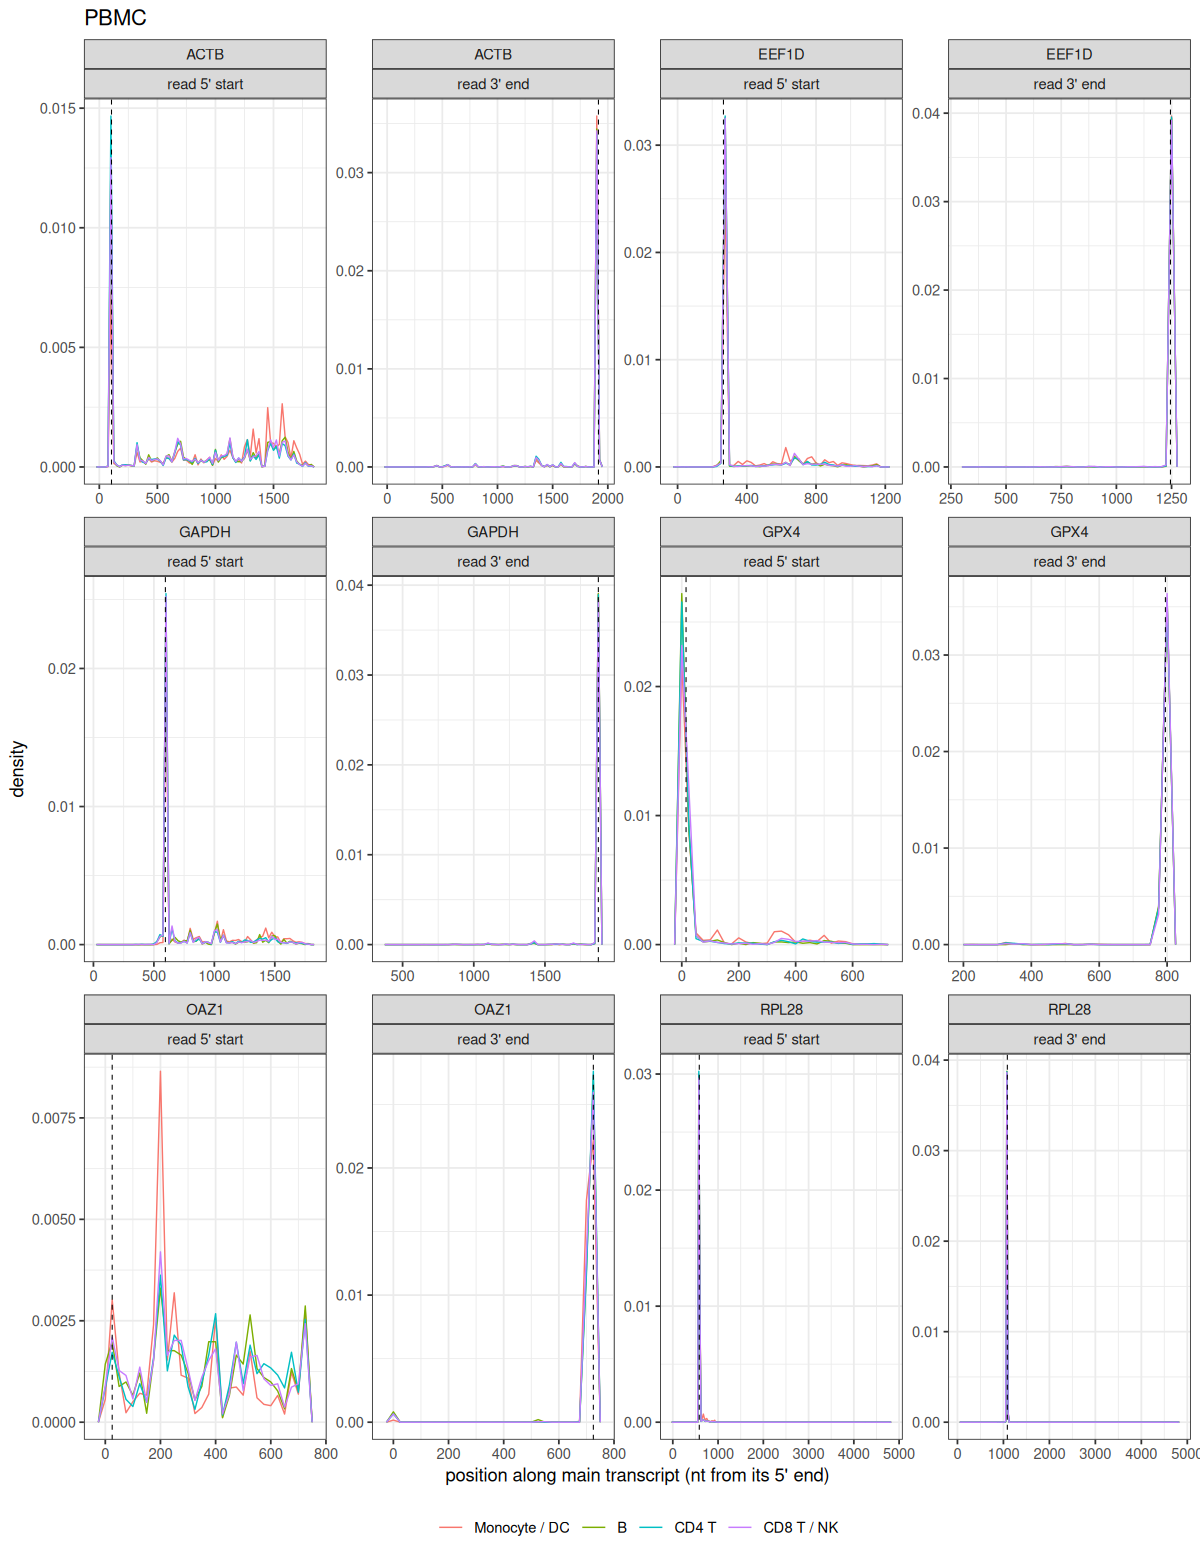 PBMC
ACTB
ACTB
EEF1D
EEF1D
read 5' start
read 3' end
read 5' start
read 3' end
0.015
0.010
0.005
0.000
0 500 1000 1500
0.03
0.02
0.01
0.00
0 500 1000 1500 2000
0.03
0.02
0.01
0.00
0 400 800 1200
0.04
0.03
0.02
0.01
0.00
250 500 750 1000 1250
GAPDH
GAPDH
GPX4
GPX4
read 5' start
read 3' end
read 5' start
read 3' end
0.02
0.01
0.00
0 500 1000 1500
0.04
0.03
0.02
0.01
0.00
500 1000 1500
0.02
0.01
0.00
0 200 400 600
0.03
0.02
0.01
0.00
200 400 600 800
OAZ1
OAZ1
RPL28
RPL28
read 5' start
read 3' end
read 5' start
read 3' end
0.0075
0.0050
0.0025
0.0000
0 200 400 600 800
0.02
0.01
0.00
0 200 400 600 800
0.03
0.02
0.01
0.00
0 1000 2000 3000 4000 5000
0.04
0.03
0.02
0.01
0.00
0 1000 2000 3000 4000 5000
density
position along main transcript (nt from its 5' end)
Monocyte / DC B CD4 T CD8 T / NK